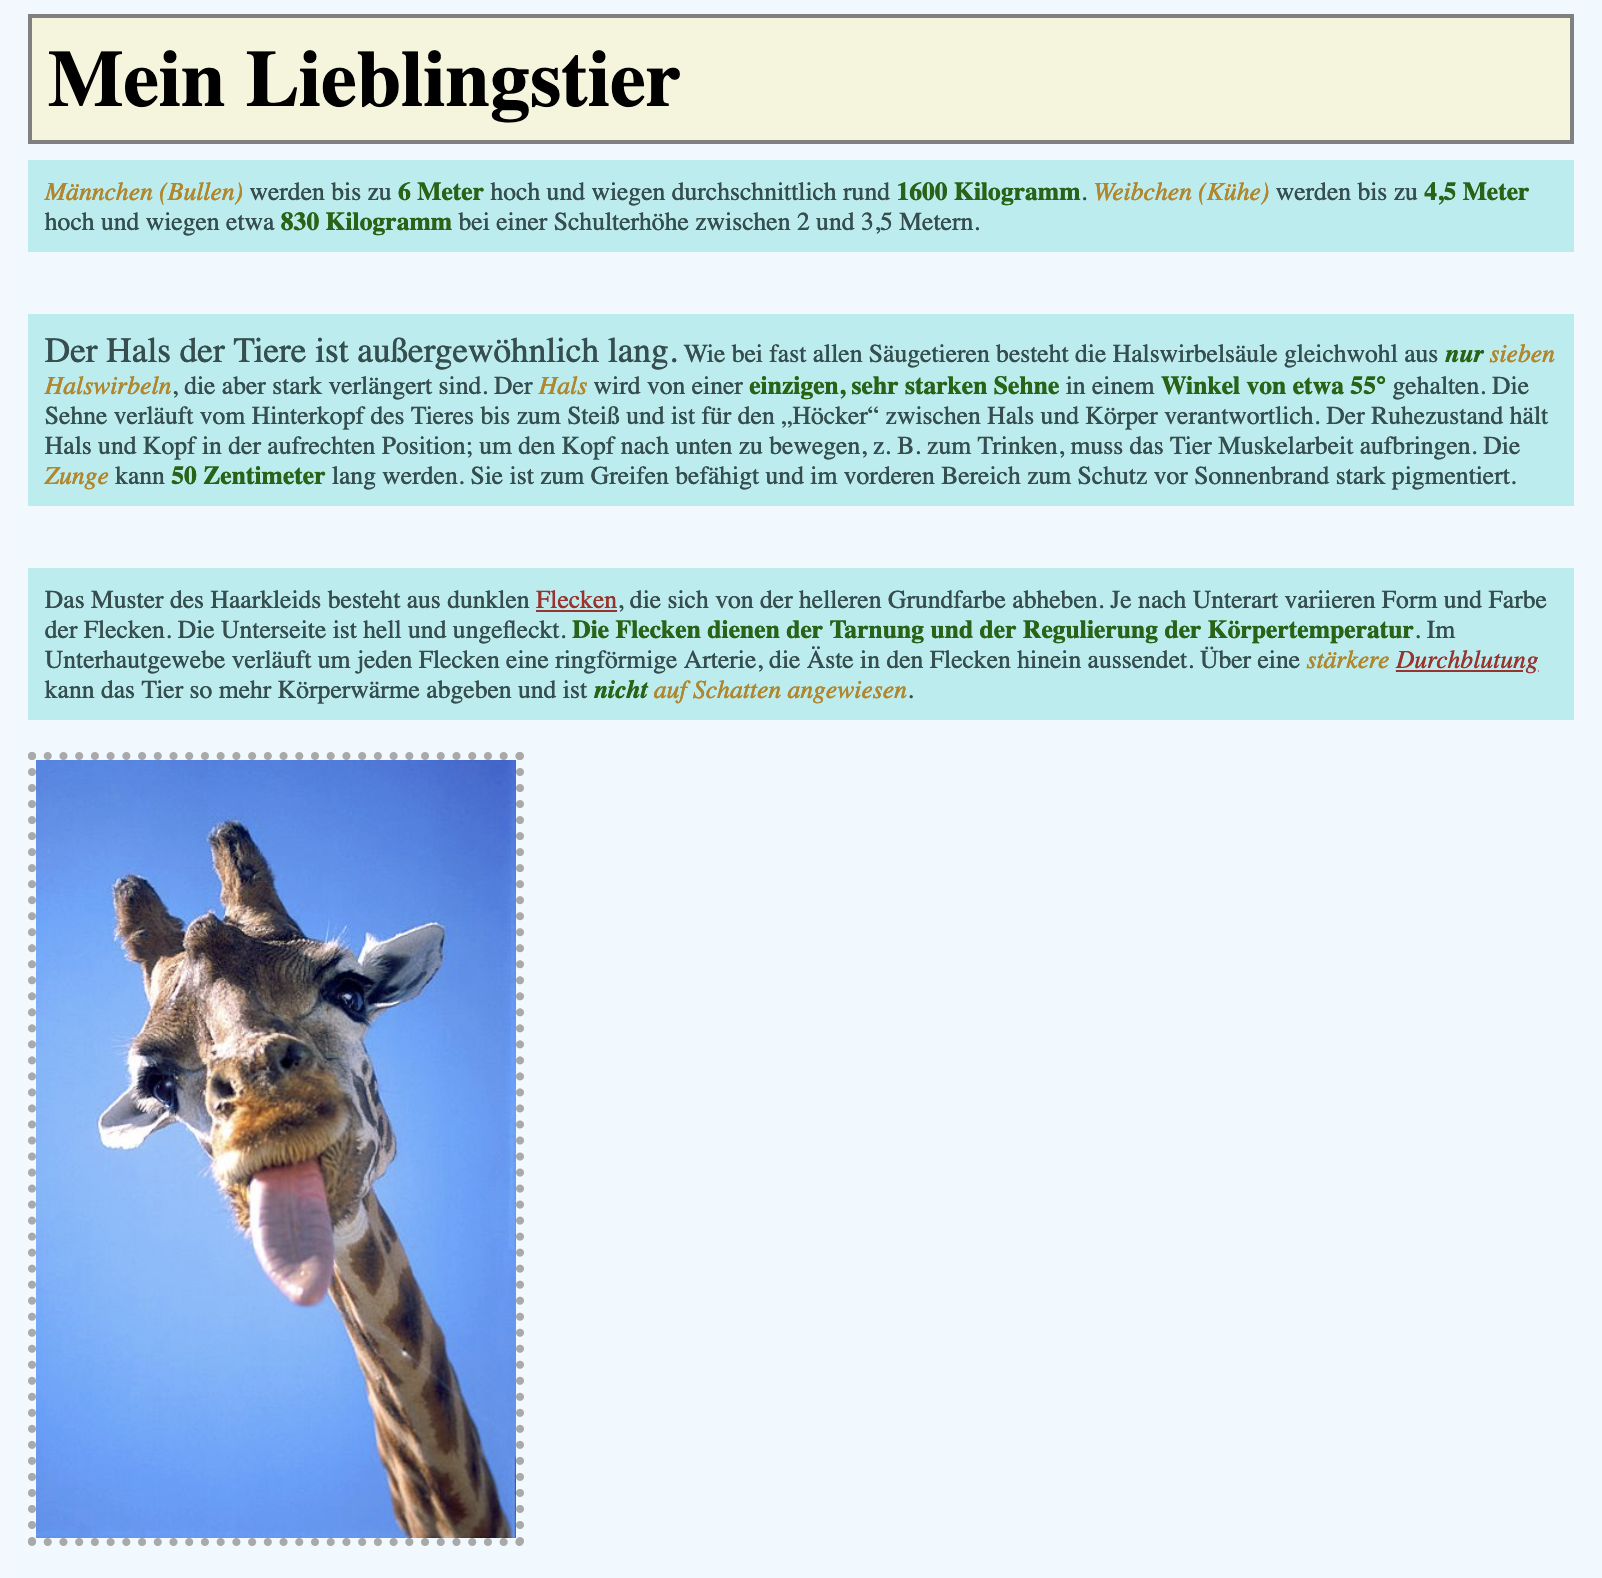 Mein Lieblingstier
Männchen (Bullen) werden bis zu 6 Meter hoch und wiegen durchschnittlich rund 1600 Kilogramm. Weibchen (Kühe) werden bis zu 4,5 Meter
hoch und wiegen etwa 830 Kilogramm bei einer Schulterhöhe zwischen 2 und 3,5 Metern.
Der Hals der Tiere ist außergewöhnlich lang. Wie bei fast allen Säugetieren besteht die Halswirbelsäule gleichwohl aus nur sieben
Halswirbeln, die aber stark verlängert sind. Der Hals wird von einer einzigen, sehr starken Sehne in einem Winkel von etwa 55° gehalten. Die
Sehne verläuft vom Hinterkopf des Tieres bis zum Steiß und ist für den „Höcker“ zwischen Hals und Körper verantwortlich. Der Ruhezustand hält
Hals und Kopf in der aufrechten Position; um den Kopf nach unten zu bewegen, z. B. zum Trinken, muss das Tier Muskelarbeit aufbringen. Die
Zunge kann 50 Zentimeter lang werden. Sie ist zum Greifen befähigt und im vorderen Bereich zum Schutz vor Sonnenbrand stark pigmentiert.
Das Muster des Haarkleids besteht aus dunklen Flecken, die sich von der helleren Grundfarbe abheben. Je nach Unterart variieren Form und Farbe
der Flecken. Die Unterseite ist hell und ungefleckt. Die Flecken dienen der Tarnung und der Regulierung der Körpertemperatur. Im
Unterhautgewebe verläuft um jeden Flecken eine ringförmige Arterie, die Äste in den Flecken hinein aussendet. Über eine stärkere Durchblutung
kann das Tier so mehr Körperwärme abgeben und ist nicht auf Schatten angewiesen.